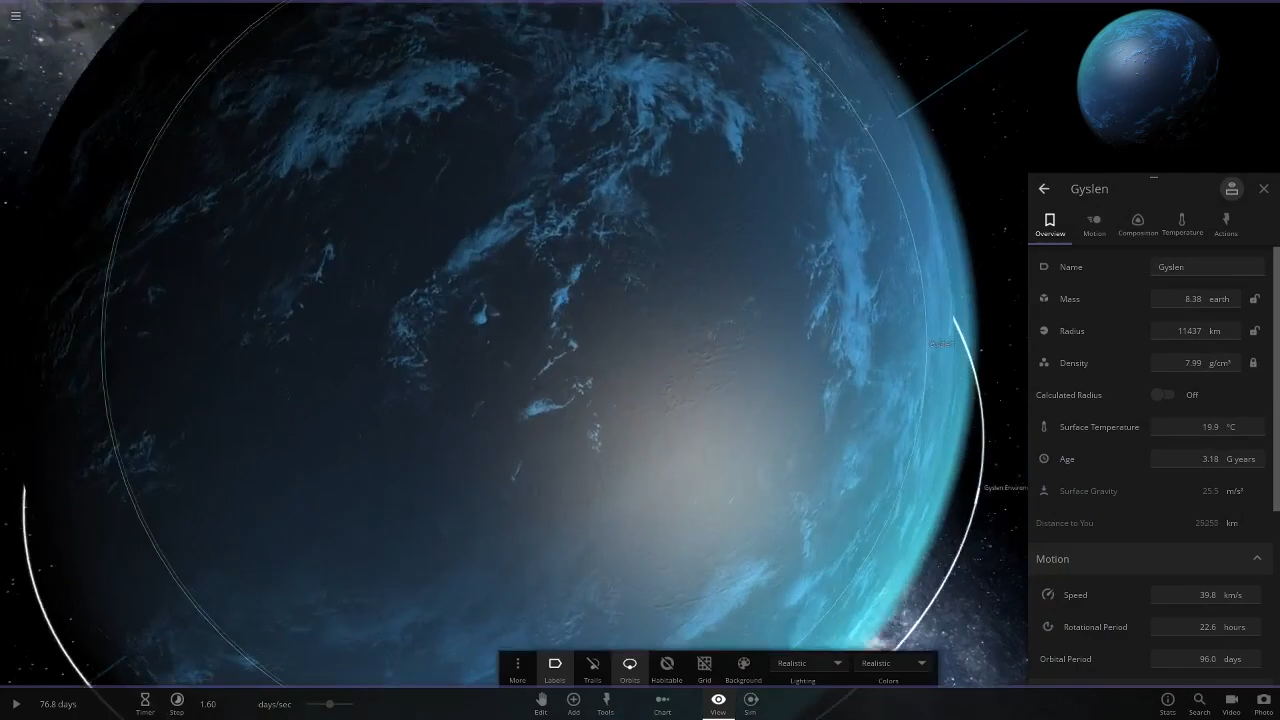 Gyslen
Overview Motion Composition Temperature Actions
Name Gyslen
Mass 8.38 earth
Radius 11437 km
Density 7.99 g/cm³
Calculated Radius Off
Surface Temperature 19.9 °C
Age 3.18 G years
Surface Gravity 25.5 m/s²
Distance to You 29255 km
Motion
Speed 39.8 km/s
Rotational Period 22.6 hours
Orbital Period 96.0 days
Gyslen Environ
More Labels Trails Orbits Habitable Grid Background
Realistic Realistic
Lighting Colors
76.8 days Timer Step 1.60 days/sec Edit Add Tools Chart View Sim Stats Search Video Photo